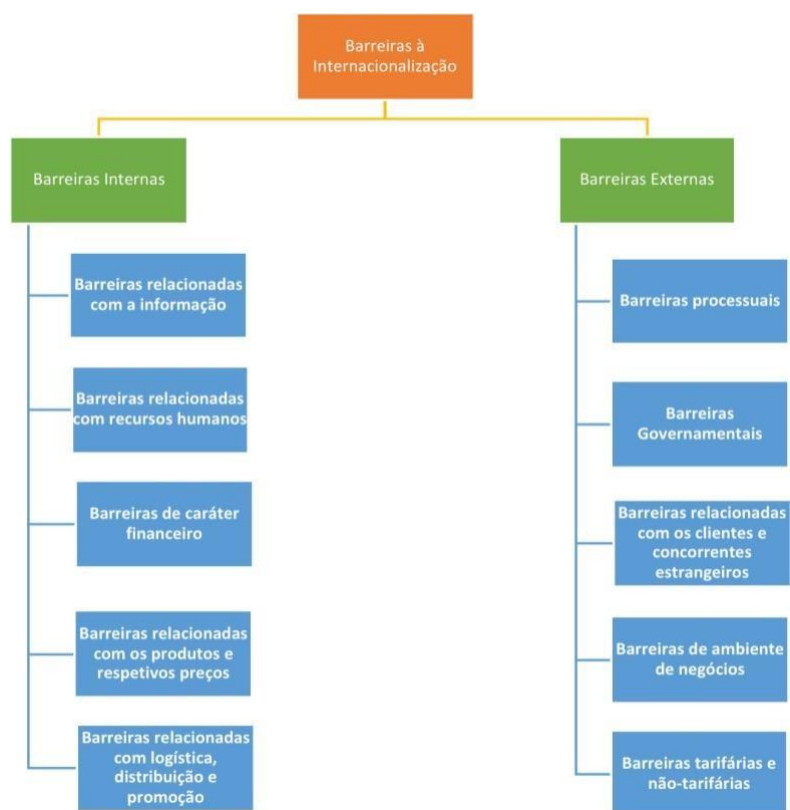 Barreiras à
Internacionalização
Barreiras Internas
Barreiras relacionadas
com a informação
Barreiras relacionadas
com recursos humanos
Barreiras de caráter
financeiro
Barreiras relacionadas
com os produtos e
respetivos preços
Barreiras relacionadas
com logística,
distribuição e
promoção
Barreiras Externas
Barreiras processuais
Barreiras
Governamentais
Barreiras relacionadas
com os clientes e
concorrentes
estrangeiros
Barreiras de ambiente
de negócios
Barreiras tarifárias e
não-tarifárias